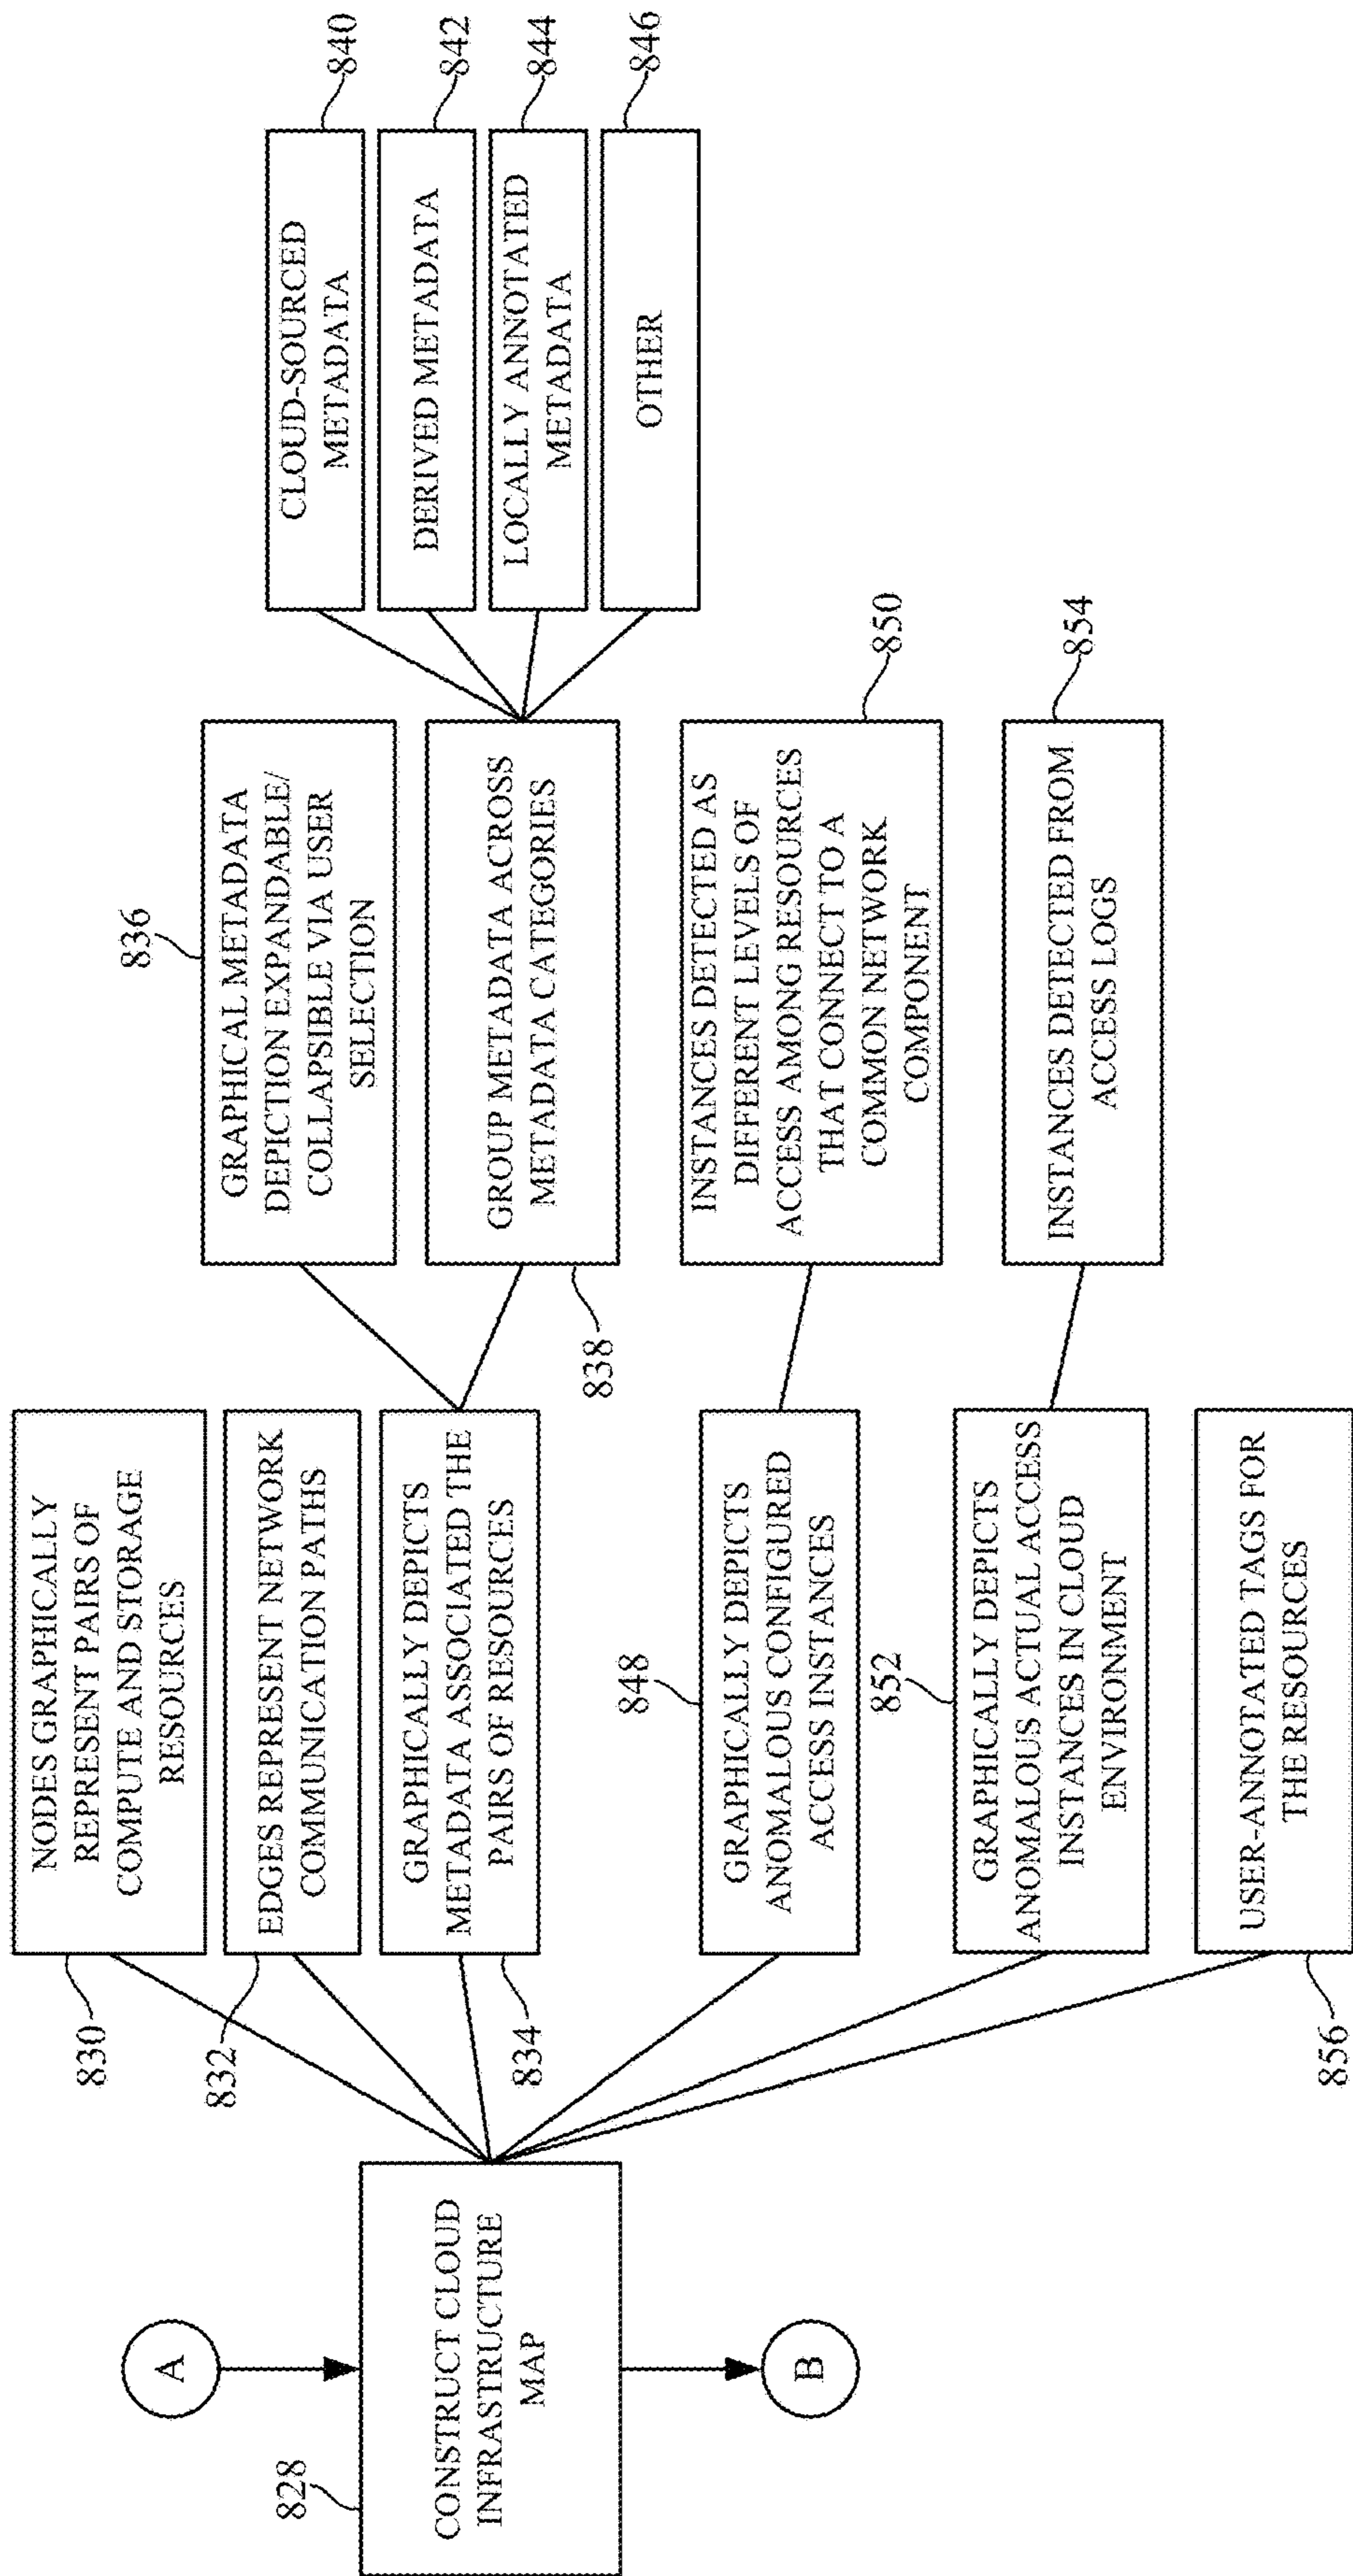 A
828
CONSTRUCT CLOUD
INFRASTRUCTURE
MAP
B
830
NODES GRAPHICALLY
REPRESENT PAIRS OF
COMPUTE AND STORAGE
RESOURCES
832
EDGES REPRESENT NETWORK
COMMUNICATION PATHS
834
GRAPHICALLY DEPICTS
METADATA ASSOCIATED THE
PAIRS OF RESOURCES
836
GRAPHICAL METADATA
DEPICTION EXPANDABLE/
COLLAPSIBLE VIA USER
SELECTION
838
GROUP METADATA ACROSS
METADATA CATEGORIES
CLOUD-SOURCED
METADATA
840
DERIVED METADATA
842
LOCALLY ANNOTATED
METADATA
844
OTHER
846
848
GRAPHICALLY DEPICTS
ANOMALOUS CONFIGURED
ACCESS INSTANCES
INSTANCES DETECTED AS
DIFFERENT LEVELS OF
ACCESS AMONG RESOURCES
THAT CONNECT TO A
COMMON NETWORK
COMPONENT
850
852
GRAPHICALLY DEPICTS
ANOMALOUS ACTUAL ACCESS
INSTANCES IN CLOUD
ENVIRONMENT
INSTANCES DETECTED FROM
ACCESS LOGS
854
USER-ANNOTATED TAGS FOR
THE RESOURCES
856